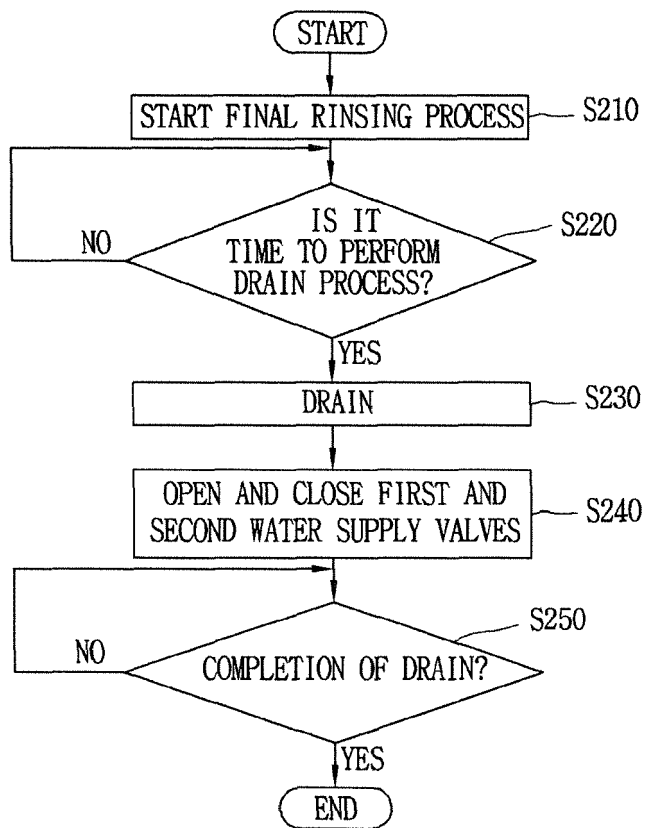 START
START FINAL RINSING PROCESS
S210
IS IT
TIME TO PERFORM
DRAIN PROCESS?
S220
NO
YES
DRAIN
S230
OPEN AND CLOSE FIRST AND
SECOND WATER SUPPLY VALVES
S240
COMPLETION OF DRAIN?
S250
NO
YES
END